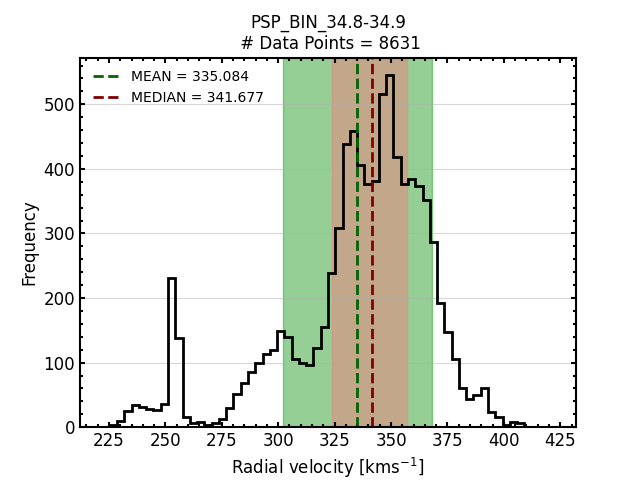 PSP_BIN_34.8-34.9
# Data Points = 8631
MEAN = 335.084
MEDIAN = 341.677
Frequency
500
400
300
200
100
0
225 250 275 300 325 350 375 400 425
Radial velocity [kms⁻¹]